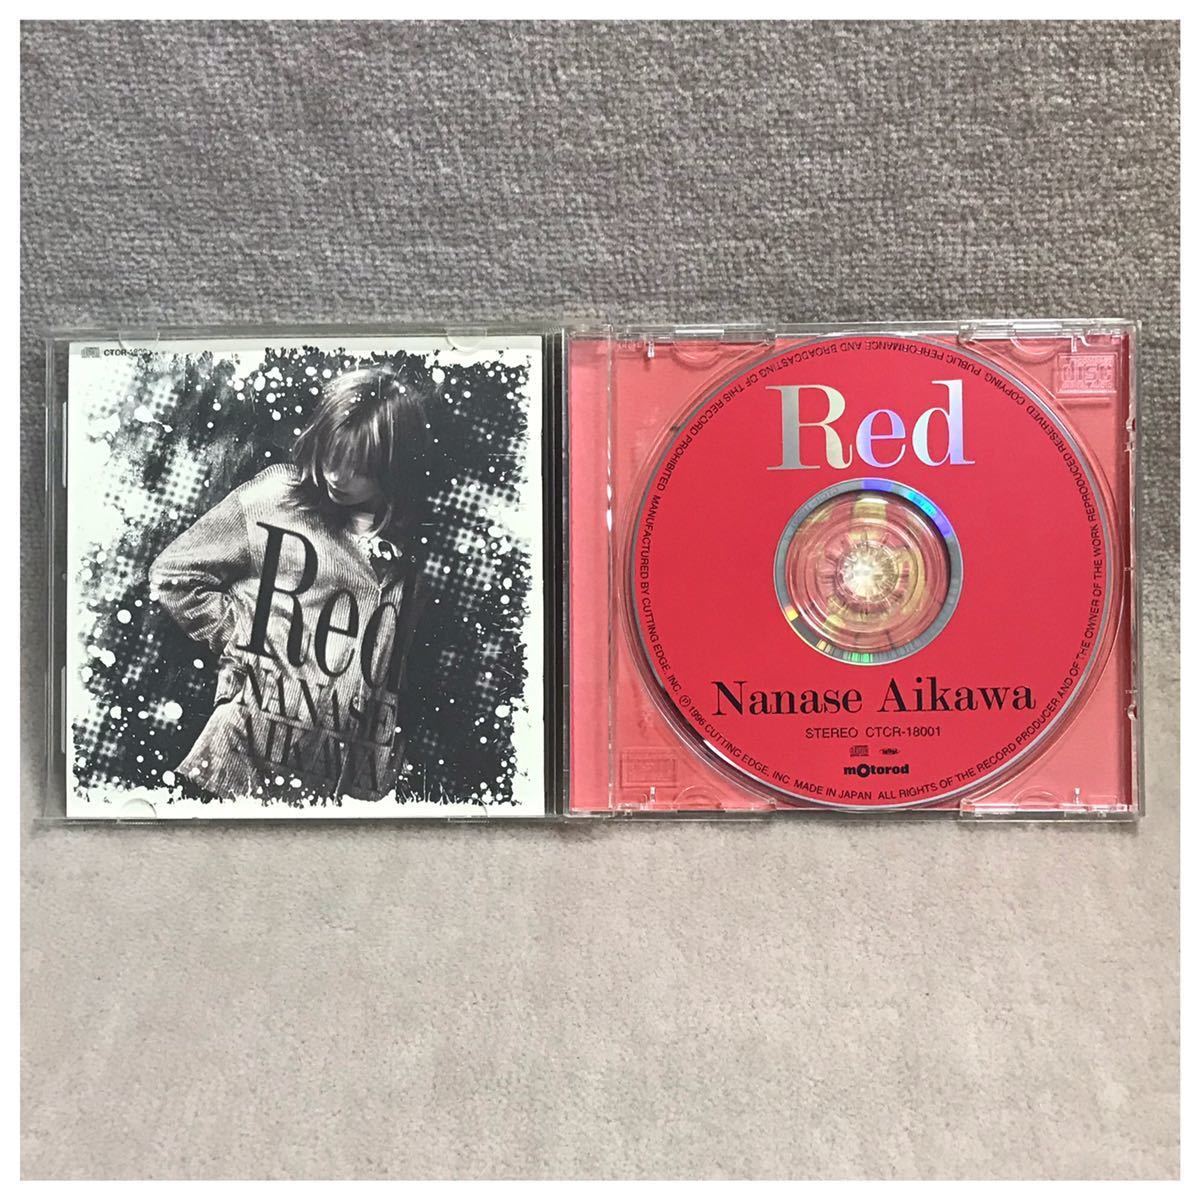 CTCR-1800
Red
NANASE
AIKAWA
Red
Nanase Aikawa
STEREO CTCR-18001
motorod
MANUFACTURED BY CUTTING EDGE, INC. Ⓟ 1996 CUTTING EDGE, INC. MADE IN JAPAN ALL RIGHTS OF THE RECORD PRODUCER AND OF THE OWNER OF THE WORK REPRODUCED RESERVED COPYING, PUBLIC PERFORMANCE AND BROADCASTING OF THIS RECORD PROHIBITED
disc